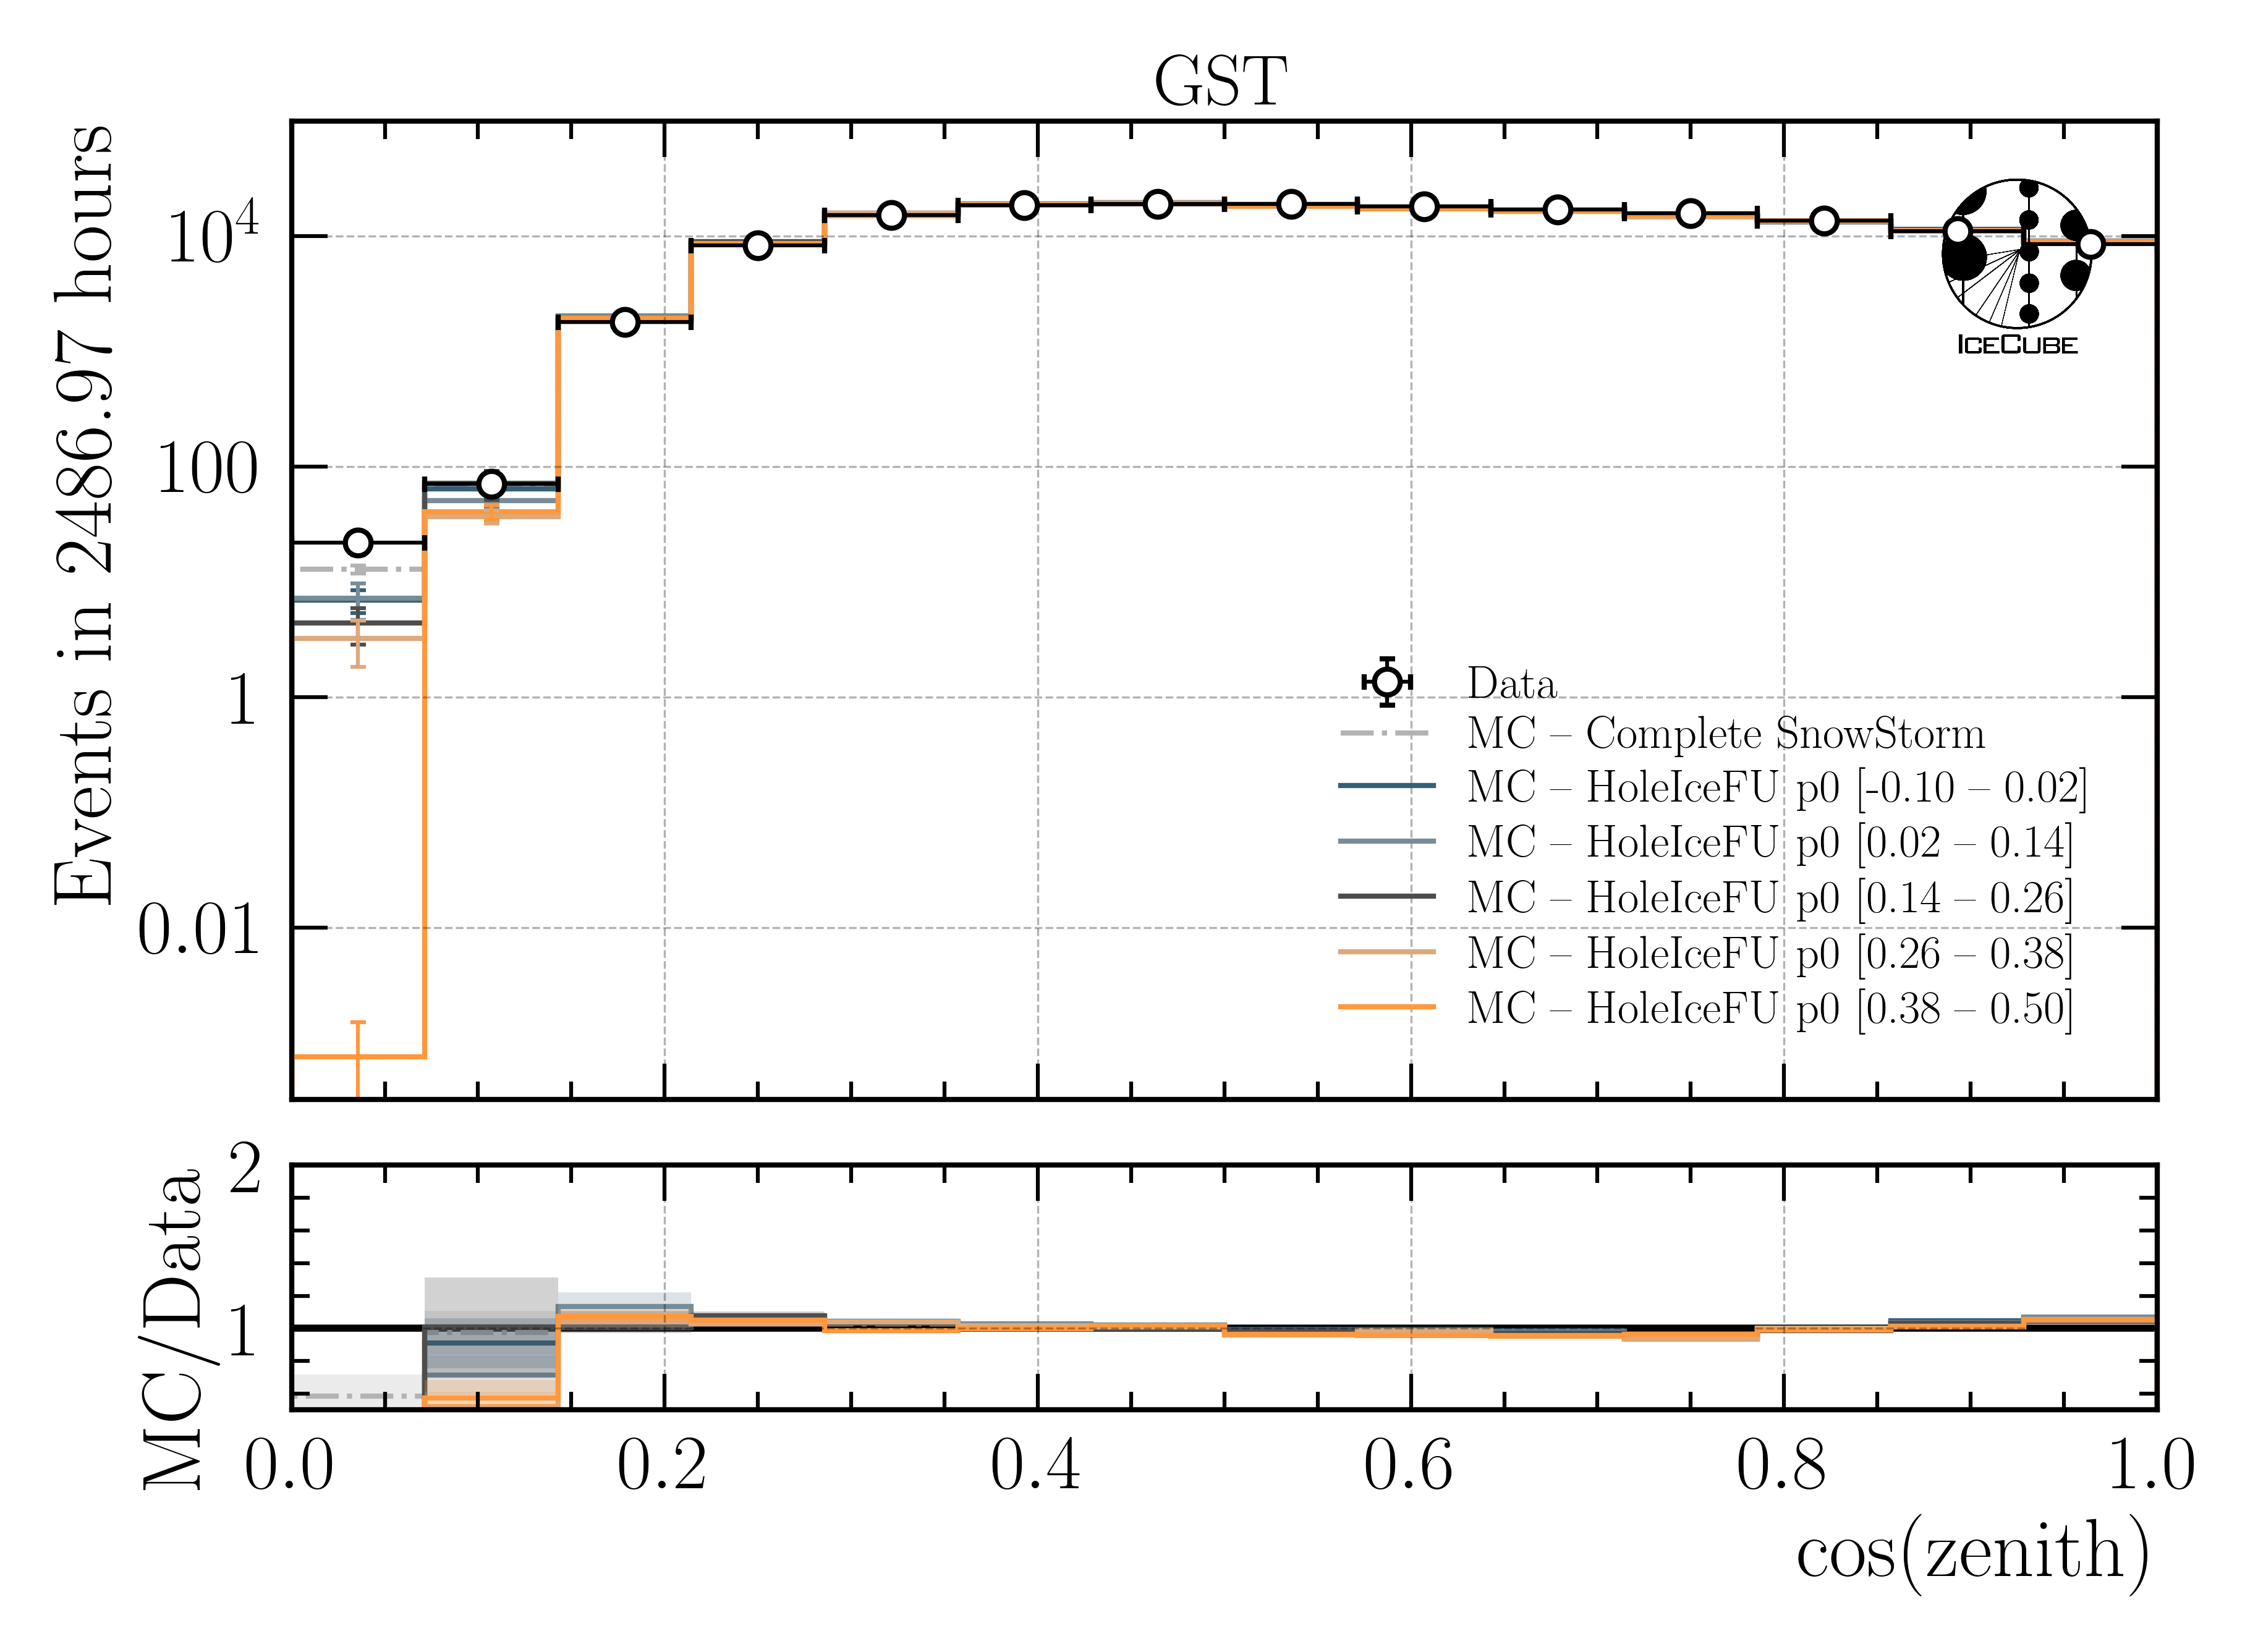 GST
Events in 2486.97 hours
10^4
100
1
0.01
ICECUBE
Data
MC – Complete SnowStorm
MC – HoleIceFU p0 [-0.10 – 0.02]
MC – HoleIceFU p0 [0.02 – 0.14]
MC – HoleIceFU p0 [0.14 – 0.26]
MC – HoleIceFU p0 [0.26 – 0.38]
MC – HoleIceFU p0 [0.38 – 0.50]
MC/Data
2
1
0.0 0.2 0.4 0.6 0.8 1.0
cos(zenith)